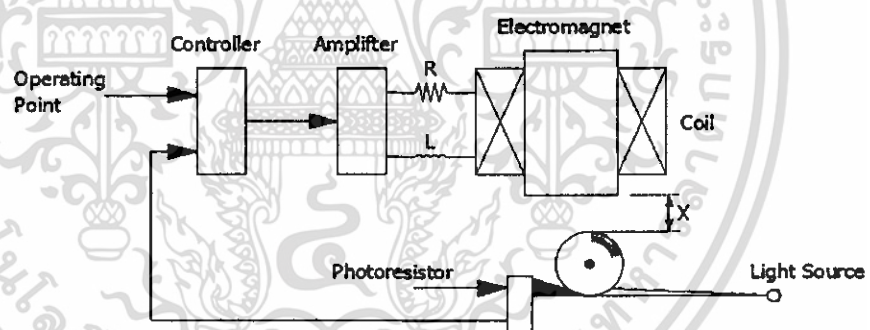 Electromagnet
Controller
Amplifter
R
Operating
Point
Coil
L
X
Photoresistor
Light Source